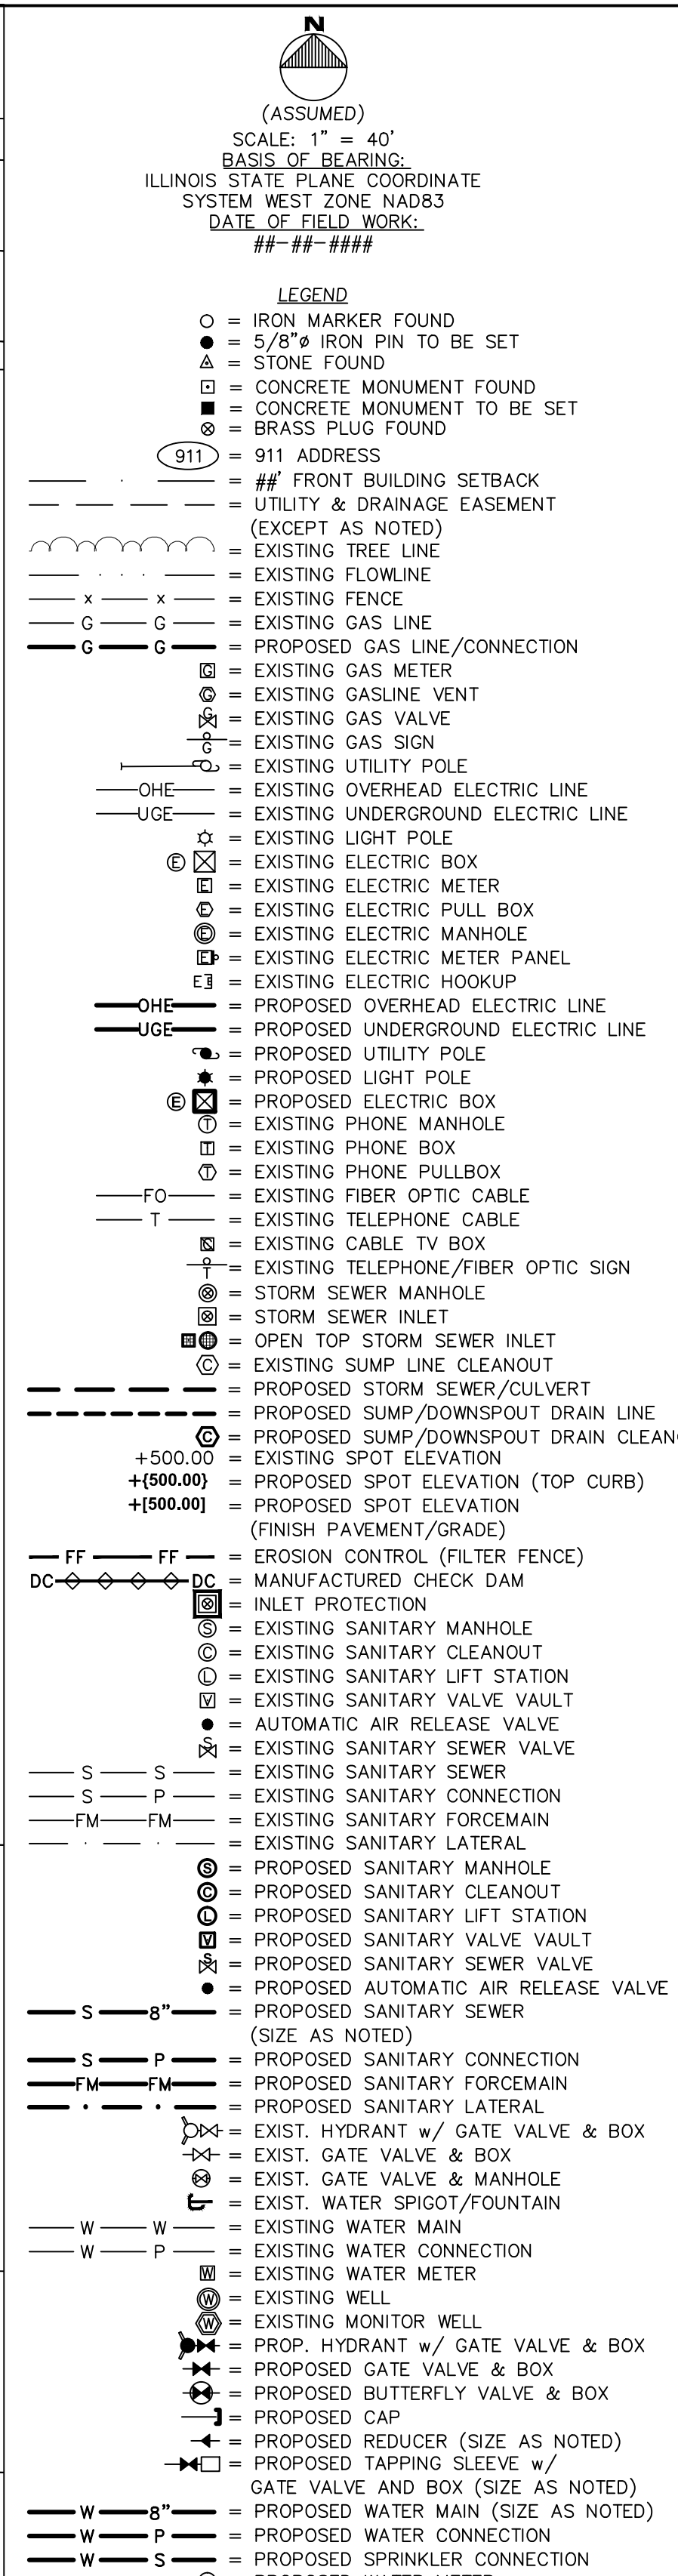 N
(ASSUMED)
SCALE: 1" = 40'
BASIS OF BEARING:
ILLINOIS STATE PLANE COORDINATE
SYSTEM WEST ZONE NAD83
DATE OF FIELD WORK:
##-##-####
LEGEND
= IRON MARKER FOUND
= 5/8"ø IRON PIN TO BE SET
= STONE FOUND
= CONCRETE MONUMENT FOUND
= CONCRETE MONUMENT TO BE SET
= BRASS PLUG FOUND
911 = 911 ADDRESS
= ##' FRONT BUILDING SETBACK
= UTILITY & DRAINAGE EASEMENT
(EXCEPT AS NOTED)
= EXISTING TREE LINE
= EXISTING FLOWLINE
x x = EXISTING FENCE
G G = EXISTING GAS LINE
G G = PROPOSED GAS LINE/CONNECTION
G = EXISTING GAS METER
G = EXISTING GASLINE VENT
G = EXISTING GAS VALVE
G = EXISTING GAS SIGN
= EXISTING UTILITY POLE
OHE = EXISTING OVERHEAD ELECTRIC LINE
UGE = EXISTING UNDERGROUND ELECTRIC LINE
= EXISTING LIGHT POLE
E = EXISTING ELECTRIC BOX
E = EXISTING ELECTRIC METER
E = EXISTING ELECTRIC PULL BOX
E = EXISTING ELECTRIC MANHOLE
E = EXISTING ELECTRIC METER PANEL
E = EXISTING ELECTRIC HOOKUP
OHE = PROPOSED OVERHEAD ELECTRIC LINE
UGE = PROPOSED UNDERGROUND ELECTRIC LINE
= PROPOSED UTILITY POLE
= PROPOSED LIGHT POLE
E = PROPOSED ELECTRIC BOX
T = EXISTING PHONE MANHOLE
T = EXISTING PHONE BOX
T = EXISTING PHONE PULLBOX
FO = EXISTING FIBER OPTIC CABLE
T = EXISTING TELEPHONE CABLE
= EXISTING CABLE TV BOX
T = EXISTING TELEPHONE/FIBER OPTIC SIGN
= STORM SEWER MANHOLE
= STORM SEWER INLET
= OPEN TOP STORM SEWER INLET
C = EXISTING SUMP LINE CLEANOUT
= PROPOSED STORM SEWER/CULVERT
= PROPOSED SUMP/DOWNSPOUT DRAIN LINE
C = PROPOSED SUMP/DOWNSPOUT DRAIN CLEAN
+500.00 = EXISTING SPOT ELEVATION
+{500.00} = PROPOSED SPOT ELEVATION (TOP CURB)
+[500.00] = PROPOSED SPOT ELEVATION
(FINISH PAVEMENT/GRADE)
FF FF = EROSION CONTROL (FILTER FENCE)
DC DC = MANUFACTURED CHECK DAM
= INLET PROTECTION
S = EXISTING SANITARY MANHOLE
C = EXISTING SANITARY CLEANOUT
L = EXISTING SANITARY LIFT STATION
V = EXISTING SANITARY VALVE VAULT
= AUTOMATIC AIR RELEASE VALVE
S = EXISTING SANITARY SEWER VALVE
S S = EXISTING SANITARY SEWER
S P = EXISTING SANITARY CONNECTION
FM FM = EXISTING SANITARY FORCEMAIN
= EXISTING SANITARY LATERAL
S = PROPOSED SANITARY MANHOLE
C = PROPOSED SANITARY CLEANOUT
L = PROPOSED SANITARY LIFT STATION
V = PROPOSED SANITARY VALVE VAULT
S = PROPOSED SANITARY SEWER VALVE
= PROPOSED AUTOMATIC AIR RELEASE VALVE
S 8" = PROPOSED SANITARY SEWER
(SIZE AS NOTED)
S P = PROPOSED SANITARY CONNECTION
FM FM = PROPOSED SANITARY FORCEMAIN
= PROPOSED SANITARY LATERAL
= EXIST. HYDRANT w/ GATE VALVE & BOX
= EXIST. GATE VALVE & BOX
= EXIST. GATE VALVE & MANHOLE
= EXIST. WATER SPIGOT/FOUNTAIN
W W = EXISTING WATER MAIN
W P = EXISTING WATER CONNECTION
W = EXISTING WATER METER
W = EXISTING WELL
W = EXISTING MONITOR WELL
= PROP. HYDRANT w/ GATE VALVE & BOX
= PROPOSED GATE VALVE & BOX
= PROPOSED BUTTERFLY VALVE & BOX
= PROPOSED CAP
= PROPOSED REDUCER (SIZE AS NOTED)
= PROPOSED TAPPING SLEEVE w/
GATE VALVE AND BOX (SIZE AS NOTED)
W 8" = PROPOSED WATER MAIN (SIZE AS NOTED)
W P = PROPOSED WATER CONNECTION
W S = PROPOSED SPRINKLER CONNECTION